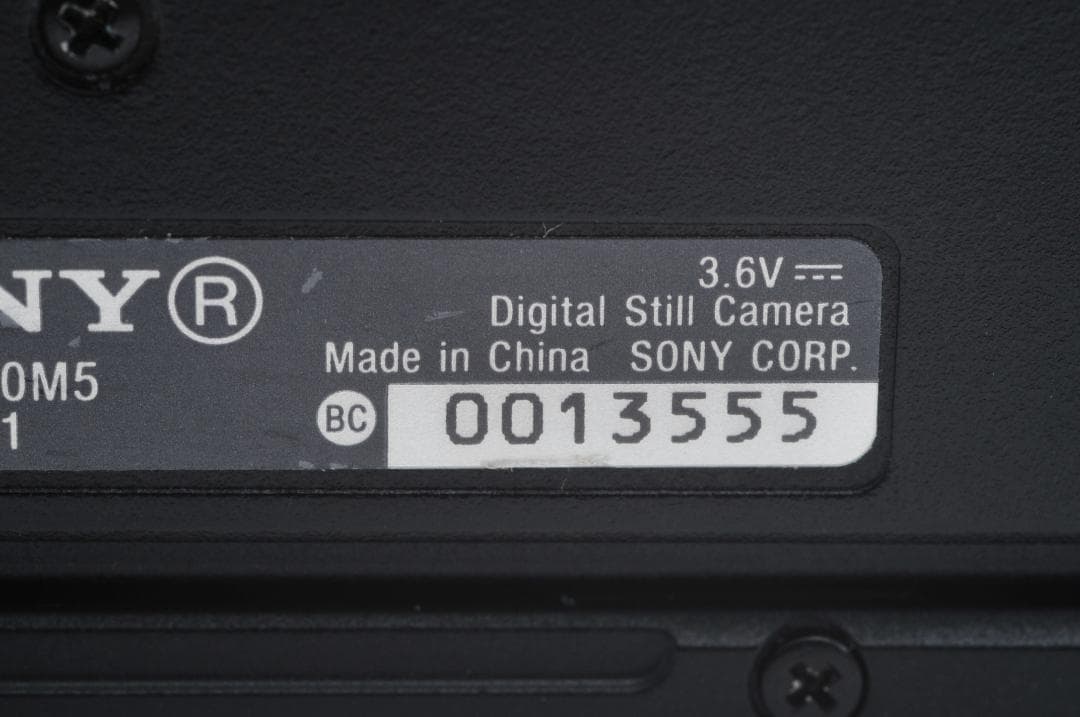 NY®
3.6V ⎓
Digital Still Camera
Made in China SONY CORP.
0M5
BC 0013555
1